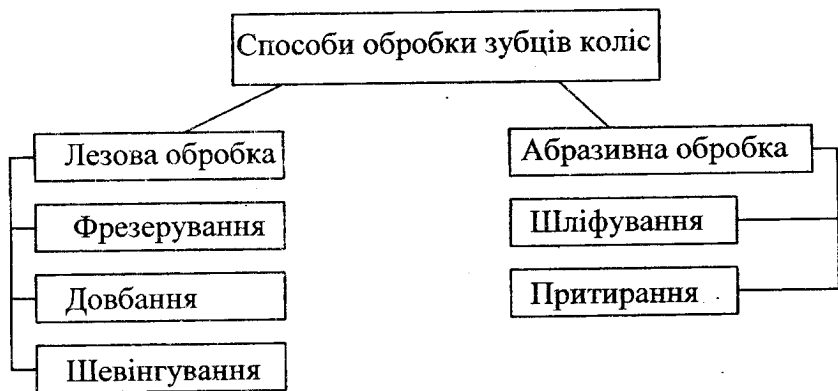 Способи обробки зубців коліс
Лезова обробка
Фрезерування
Довбання
Шевінгування
Абразивна обробка
Шліфування
Притирання